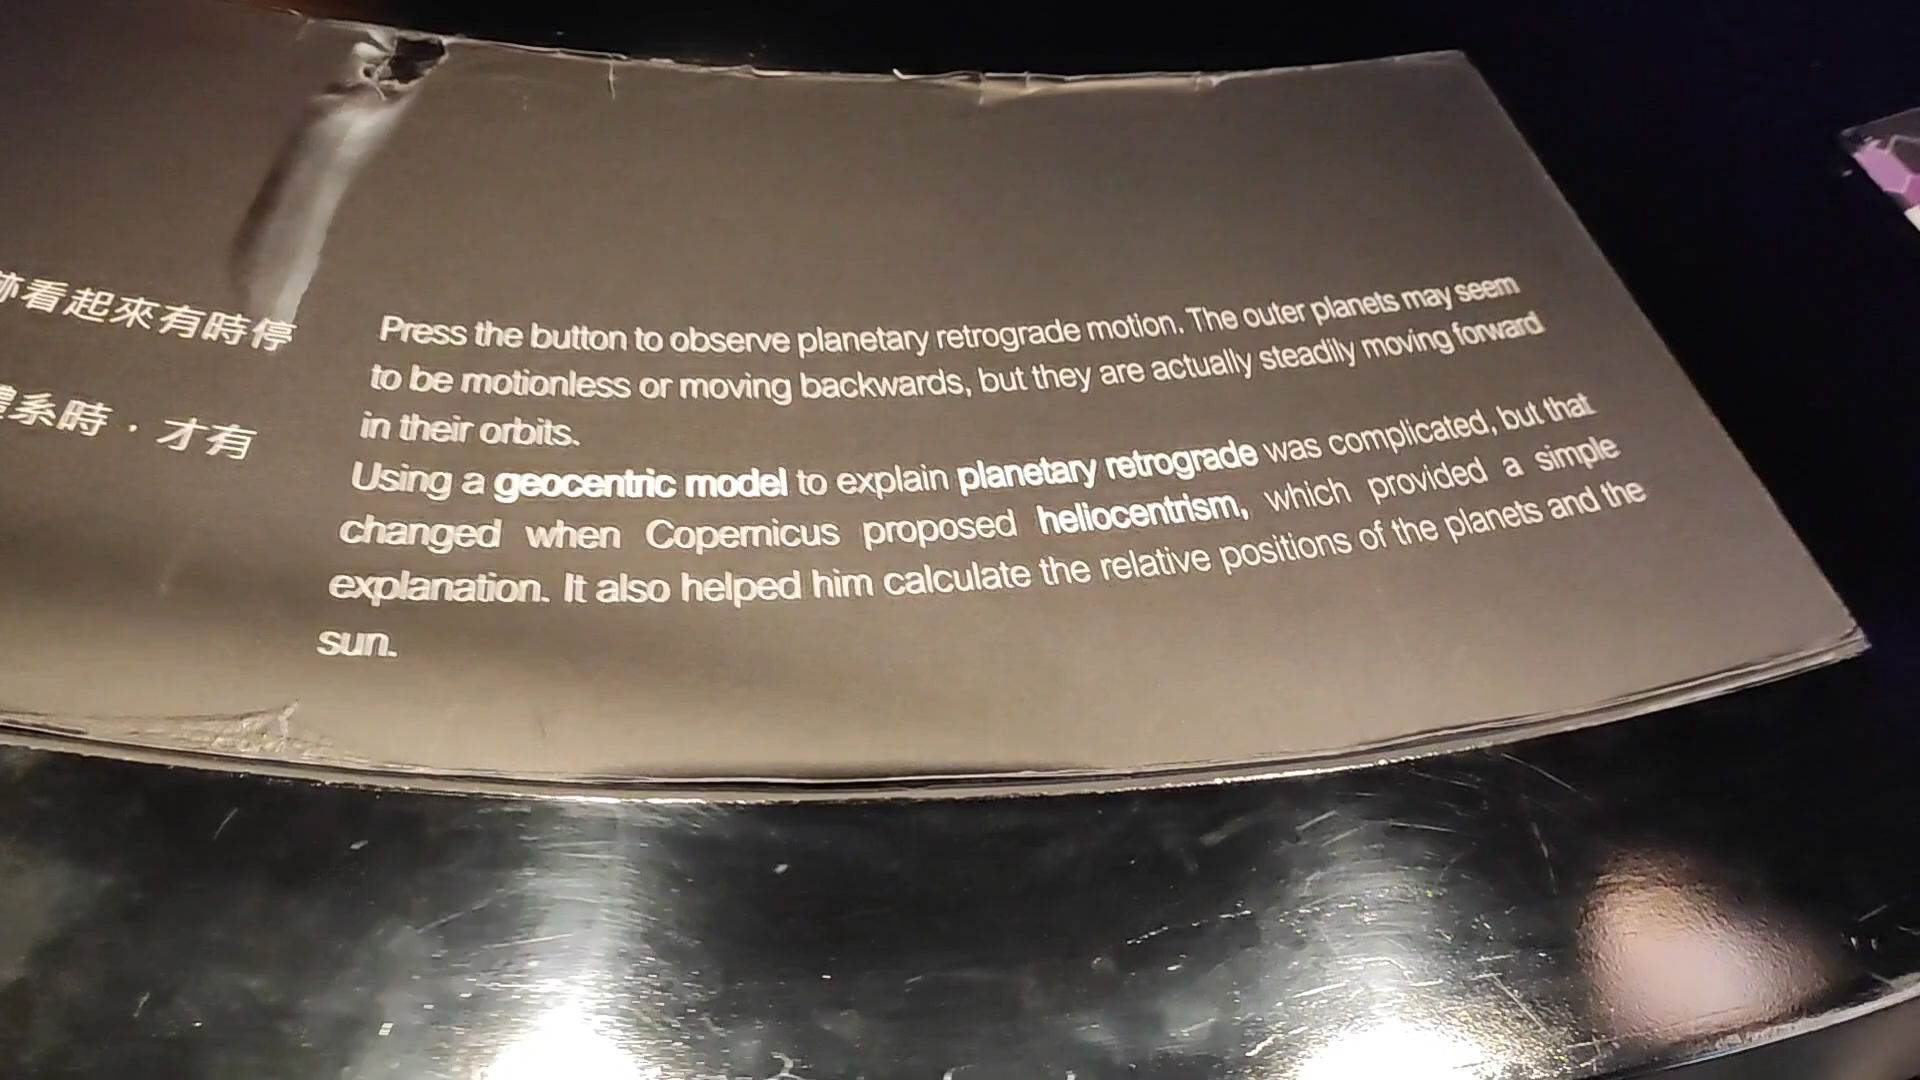 看起來有時停
系時，才有
Press the button to observe planetary retrograde motion. The outer planets may seem
to be motionless or moving backwards, but they are actually steadily moving forward
in their orbits.
Using a geocentric model to explain planetary retrograde was complicated, but that
changed when Copernicus proposed heliocentrism, which provided a simple
explanation. It also helped him calculate the relative positions of the planets and the
sun.